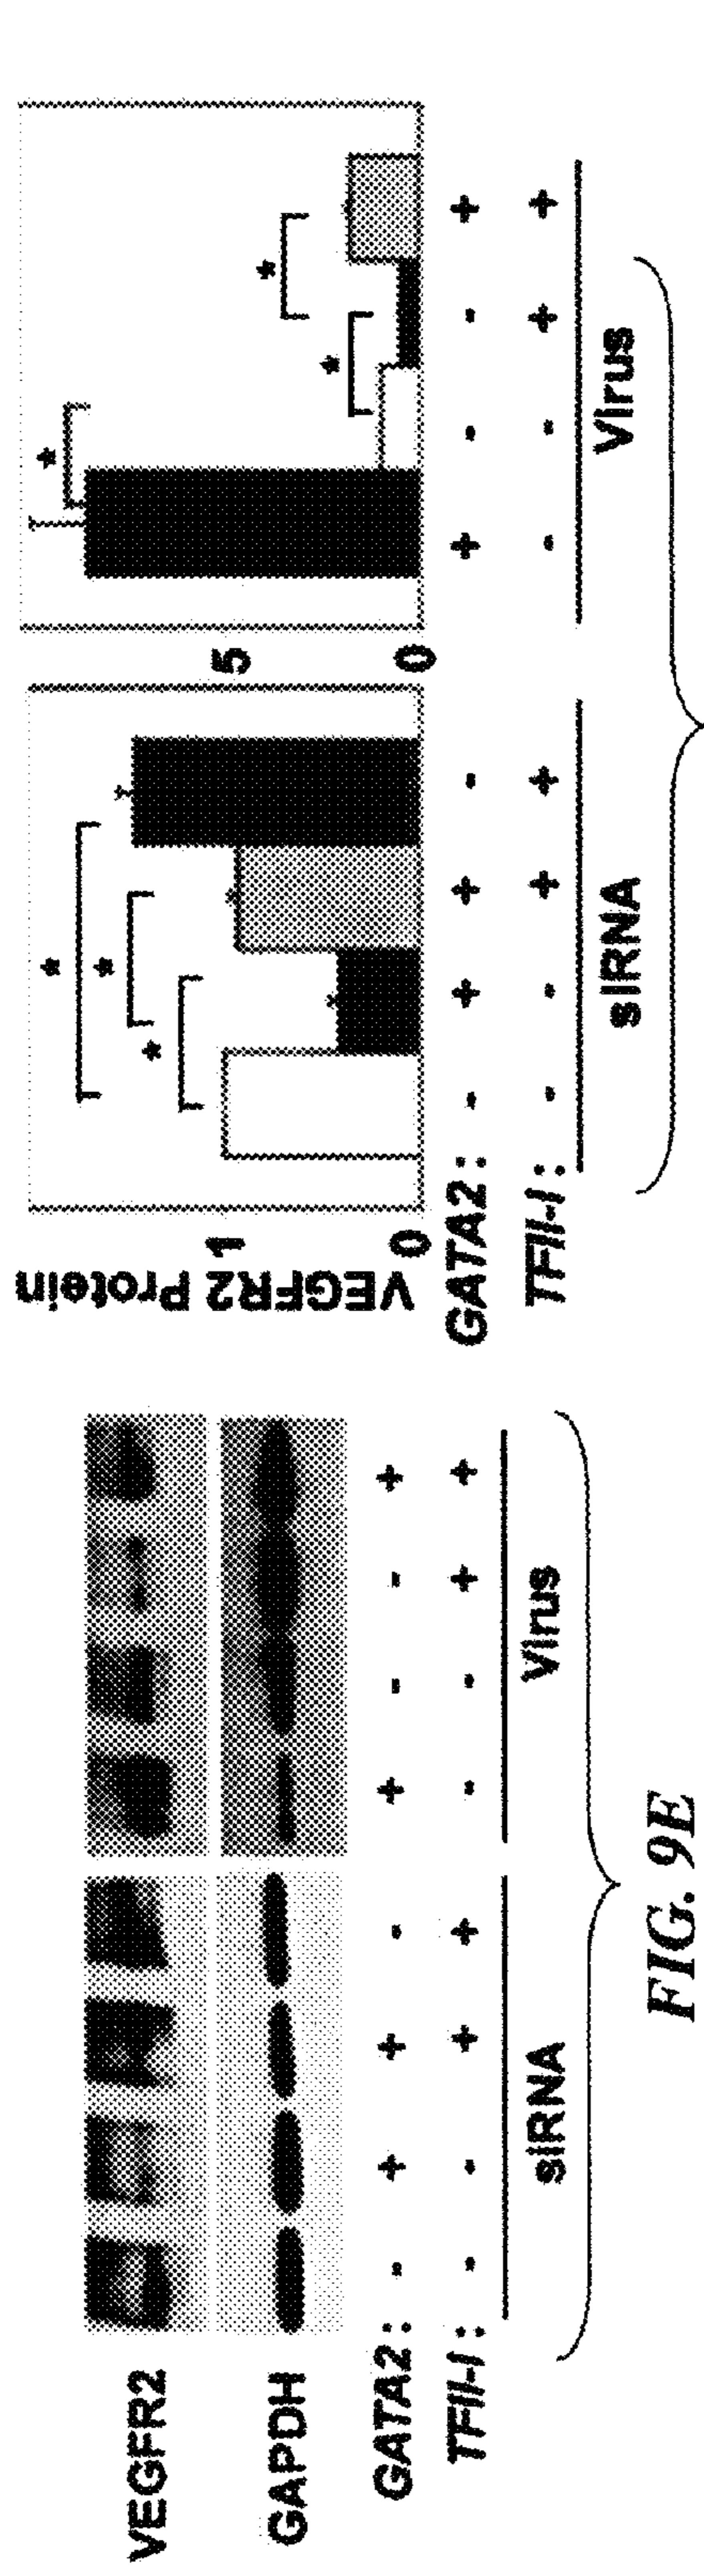 VEGFR2
GAPDH
GATA2: - + + - + - - +
TFII-I: - - + + - - + +
siRNA Virus
VEGFR2 Protein
1
0
* * *
5
0
* * *
GATA2: - + + - + - - +
TFII-I: - - + + - - + +
siRNA Virus
FIG. 9E